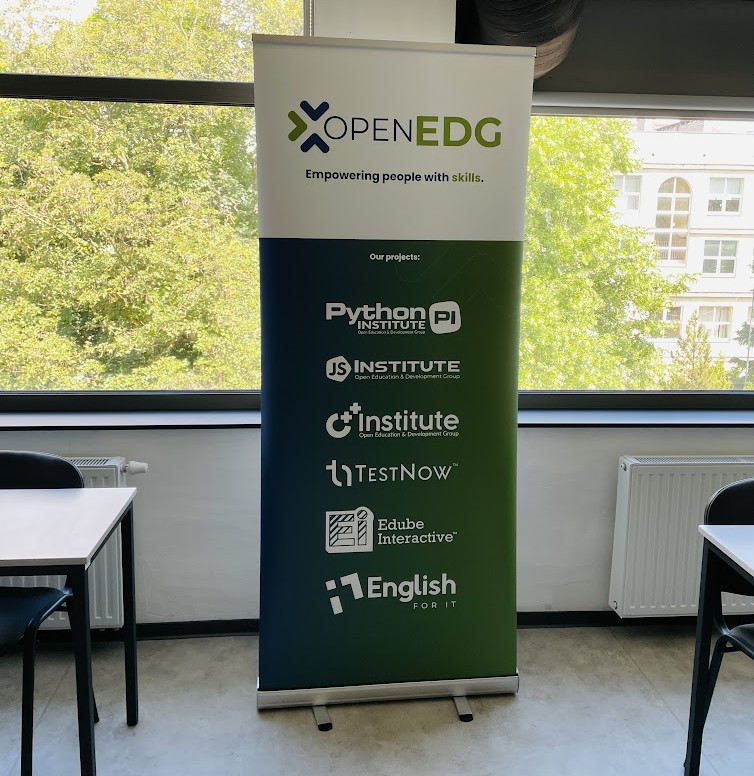 OPENEDG
Empowering people with skills.
Our projects:
Python PI
INSTITUTE
Open Education & Development Group
JS INSTITUTE
Open Education & Development Group
C++ Institute
Open Education & Development Group
TestNow™
Edube
Interactive™
English
FOR IT